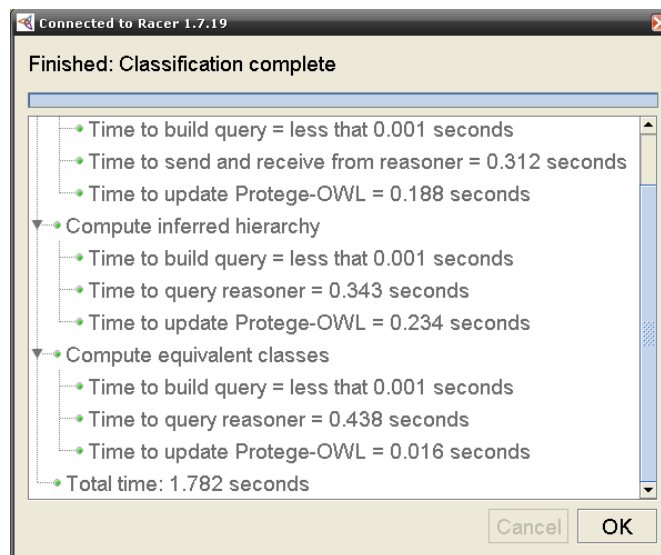 Connected to Racer 1.7.19
Finished: Classification complete
Time to build query = less that 0.001 seconds
Time to send and receive from reasoner = 0.312 seconds
Time to update Protege-OWL = 0.188 seconds
Compute inferred hierarchy
Time to build query = less that 0.001 seconds
Time to query reasoner = 0.343 seconds
Time to update Protege-OWL = 0.234 seconds
Compute equivalent classes
Time to build query = less that 0.001 seconds
Time to query reasoner = 0.438 seconds
Time to update Protege-OWL = 0.016 seconds
Total time: 1.782 seconds
Cancel OK